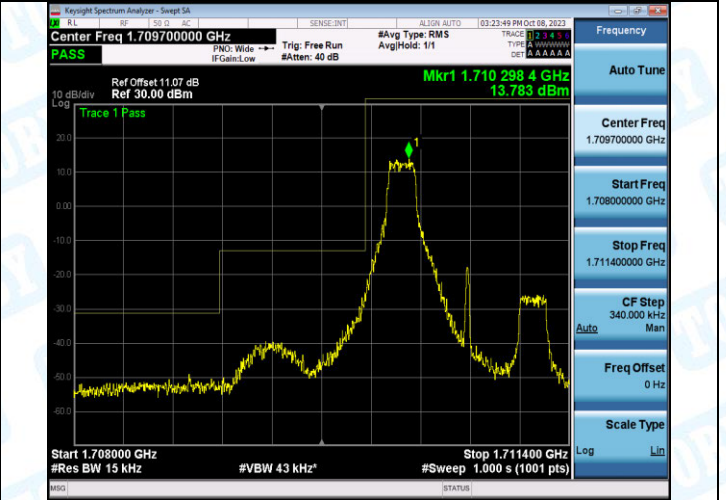 Keysight Spectrum Analyzer - Swept SA
RL RF 50 Ω AC SENSE:INT ALIGN AUTO 03:23:49 PM Oct 08, 2023
Center Freq 1.709700000 GHz
#Avg Type: RMS
TRACE 1 2 3 4 5 6
PASS
PNO: Wide
Trig: Free Run
Avg|Hold: 1/1
TYPE A WWWWW
IFGain:Low
#Atten: 40 dB
DET A A A A A A
Mkr1 1.710 298 4 GHz
Ref Offset 11.07 dB
10 dB/div Ref 30.00 dBm
13.783 dBm
Log
Trace 1 Pass
1
20.0
10.0
0.00
-10.0
-20.0
-30.0
-40.0
-50.0
-60.0
Start 1.708000 GHz
Stop 1.711400 GHz
#Res BW 15 kHz
#VBW 43 kHz*
#Sweep 1.000 s (1001 pts)
MSG
STATUS
Frequency
Auto Tune
Center Freq
1.709700000 GHz
Start Freq
1.708000000 GHz
Stop Freq
1.711400000 GHz
CF Step
340.000 kHz
Auto Man
Freq Offset
0 Hz
Scale Type
Log Lin